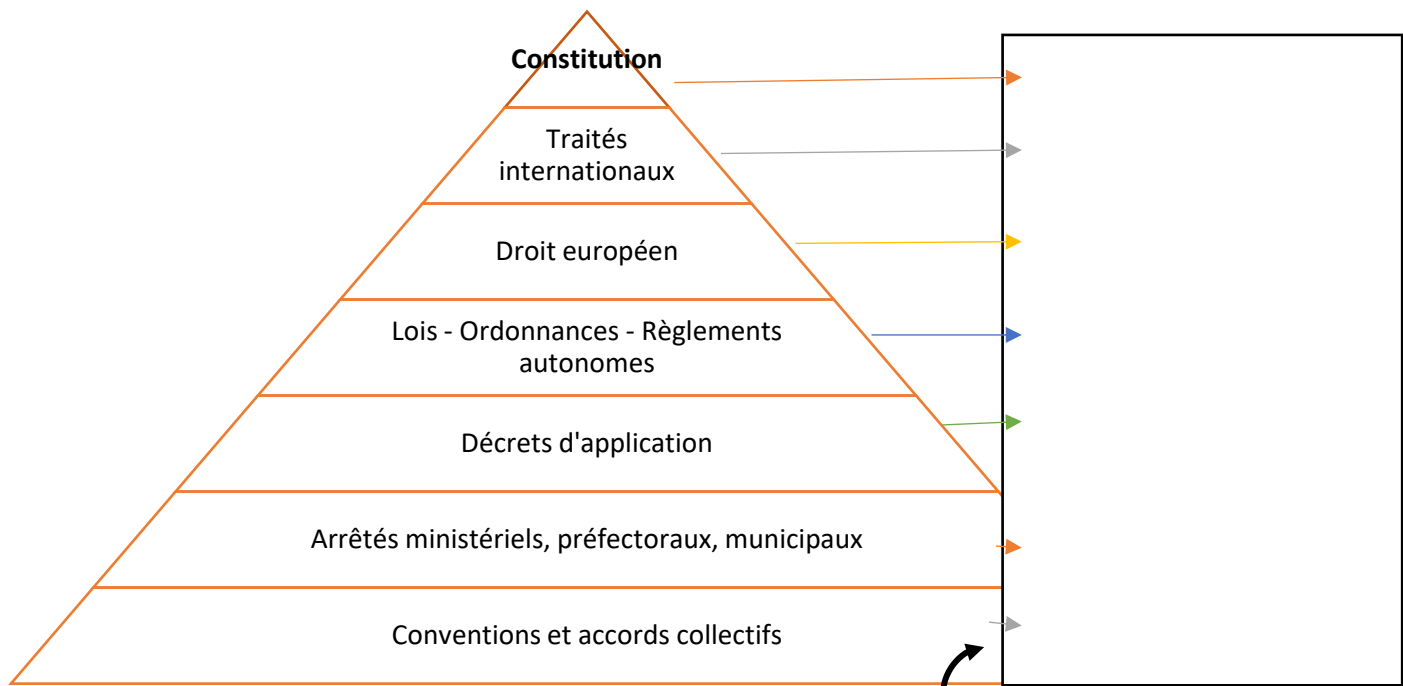 Constitution
Traités
internationaux
Droit européen
Lois - Ordonnances - Règlements
autonomes
Décrets d'application
Arrêtés ministériels, préfectoraux, municipaux
Conventions et accords collectifs